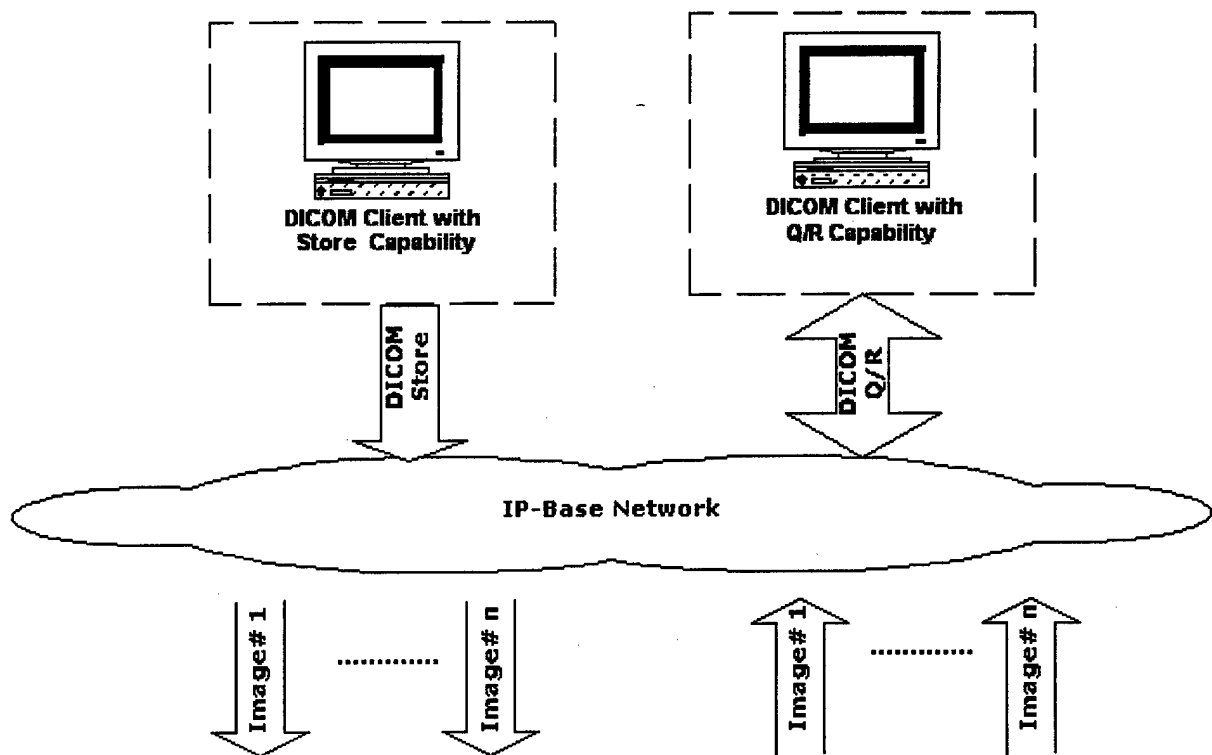 DICOM Client with
Store Capability
DICOM Client with
Q/R Capability
DICOM
Store
DICOM
Q/R
IP-Base Network
Image# 1
Image# n
Image# 1
Image# n